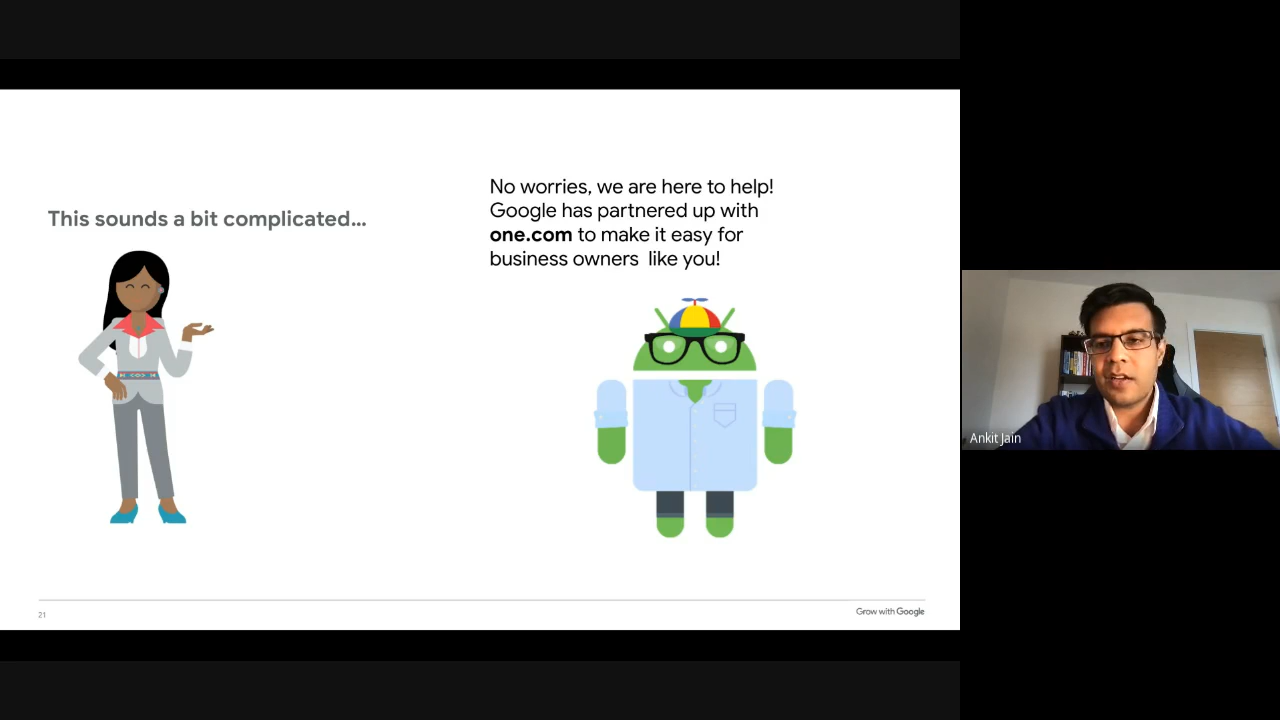 This sounds a bit complicated...
No worries, we are here to help!
Google has partnered up with
one.com to make it easy for
business owners  like you!
Ankit Jain
21
Grow with Google